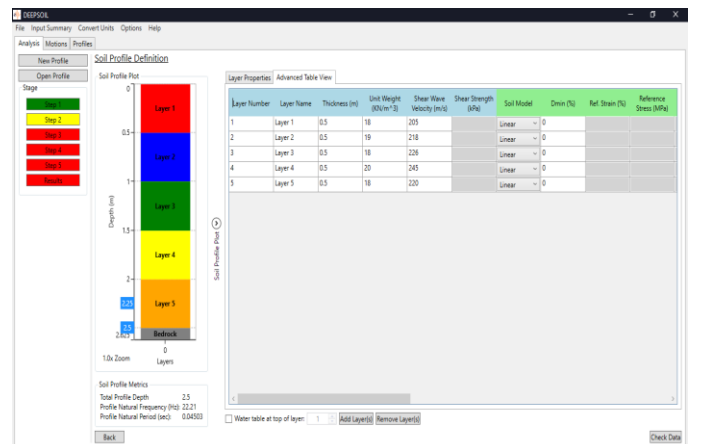 DEEPSOIL
File Input Summary Convert Units Options Help
Analysis Motions Profiles
New Profile
Open Profile
Stage
Step 1
Step 2
Step 3
Step 4
Step 5
Results
Soil Profile Definition
Soil Profile Plot
0
0.5
1
1.5
2
2.25
2.5
Depth (m)
Layer 1
Layer 2
Layer 3
Layer 4
Layer 5
Bedrock
0
1.0x Zoom Layers
Soil Profile Plot
Soil Profile Metrics
Total Profile Depth 2.5
Profile Natural Frequency (Hz): 22.21
Profile Natural Period (sec): 0.04503
Back
Layer Properties Advanced Table View
Layer Number Layer Name Thickness (m) Unit Weight (KN/m^3) Shear Wave Velocity (m/s) Shear Strength (kPa) Soil Model Dmin (%) Ref. Strain (%) Reference Stress (MPa)
1 Layer 1 0.5 18 205 Linear 0
2 Layer 2 0.5 19 218 Linear 0
3 Layer 3 0.5 18 226 Linear 0
4 Layer 4 0.5 20 245 Linear 0
5 Layer 5 0.5 18 220 Linear 0
Water table at top of layer: 1 Add Layer(s) Remove Layer(s)
Check Data